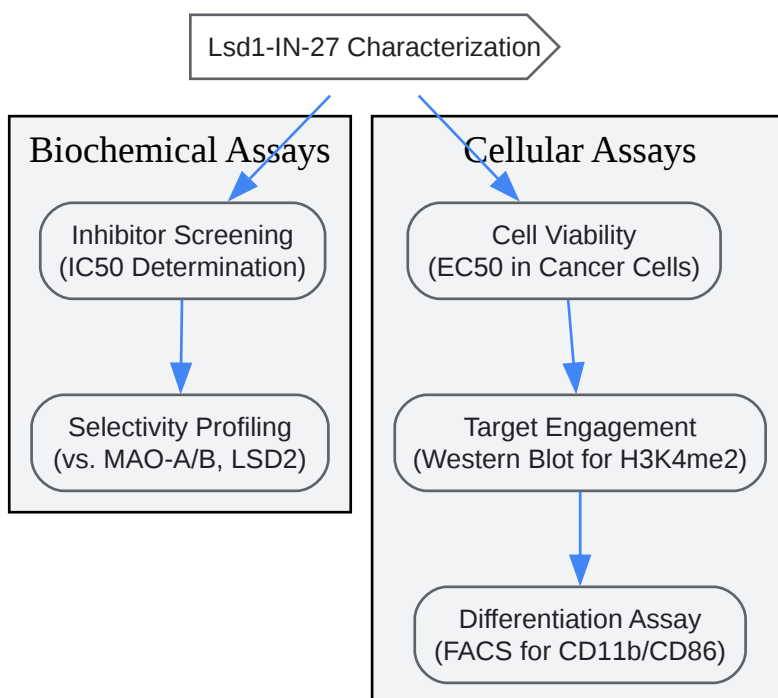 Lsd1-IN-27 Characterization
Biochemical Assays
Inhibitor Screening
(IC50 Determination)
Selectivity Profiling
(vs. MAO-A/B, LSD2)
Cellular Assays
Cell Viability
(EC50 in Cancer Cells)
Target Engagement
(Western Blot for H3K4me2)
Differentiation Assay
(FACS for CD11b/CD86)